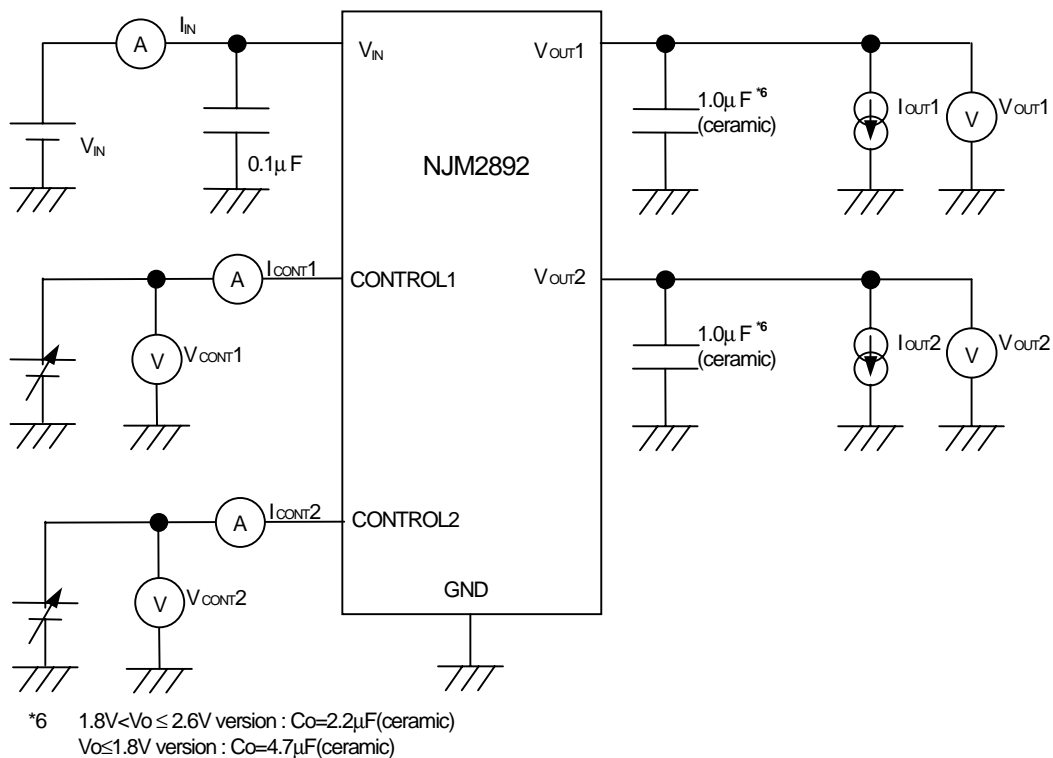 A
IIN
VIN
VOUT1
1.0μF *6
(ceramic)
IOUT1
V
VOUT1
VIN
0.1μF
NJM2892
A
ICONT1
CONTROL1
VOUT2
V
VCONT1
1.0μF *6
(ceramic)
IOUT2
V
VOUT2
A
ICONT2
CONTROL2
V
VCONT2
GND
*6 1.8V<Vo ≤ 2.6V version : Co=2.2μF(ceramic)
Vo≤1.8V version : Co=4.7μF(ceramic)